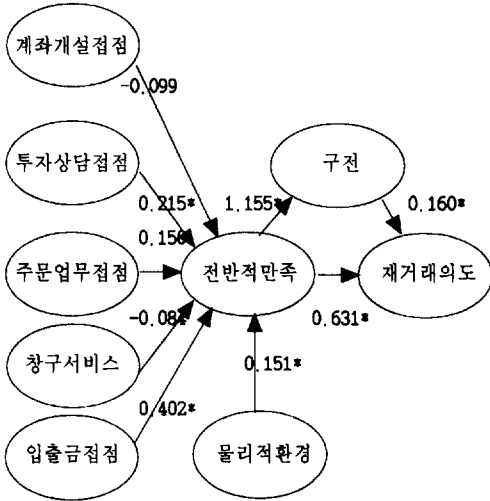 계좌개설접점
-0.099
투자상담접점
구전
0.215*
1.155*
0.160*
주문업무접점
전반적만족
재거래의도
-0.084
0.631*
창구서비스
0.151*
0.402*
입출금접점
물리적환경